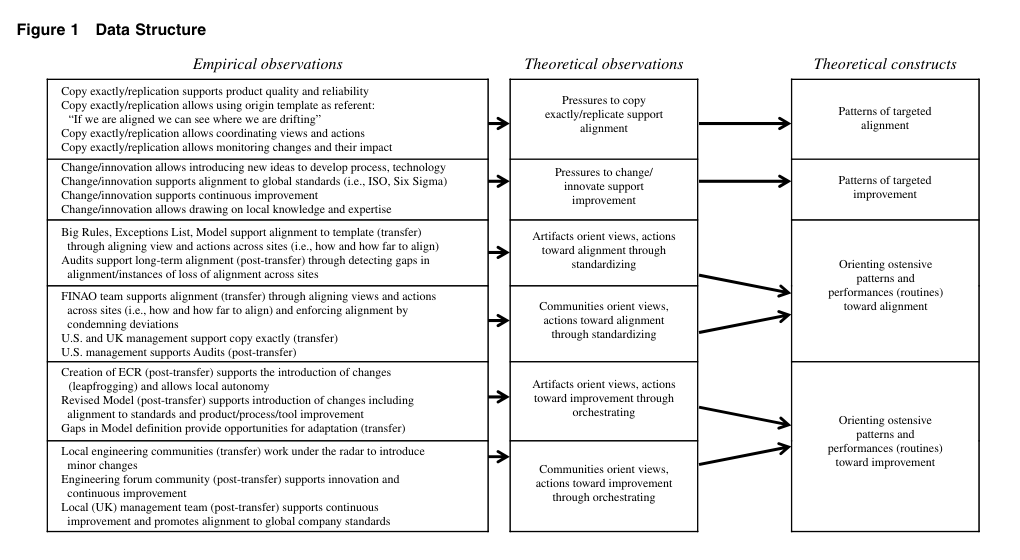 Figure 1 Data Structure
Empirical observations
Theoretical observations
Theoretical constructs
Copy exactly/replication supports product quality and reliability
Copy exactly/replication allows using origin template as referent:
“If we are aligned we can see where we are drifting”
Copy exactly/replication allows coordinating views and actions
Copy exactly/replication allows monitoring changes and their impact
Pressures to copy
exactly/replicate support
alignment
Patterns of targeted
alignment
Change/innovation allows introducing new ideas to develop process, technology
Change/innovation supports alignment to global standards (i.e., ISO, Six Sigma)
Change/innovation supports continuous improvement
Change/innovation allows drawing on local knowledge and expertise
Pressures to change/
innovate support
improvement
Patterns of targeted
improvement
Big Rules, Exceptions List, Model support alignment to template (transfer)
through aligning view and actions across sites (i.e., how and how far to align)
Audits support long-term alignment (post-transfer) through detecting gaps in
alignment/instances of loss of alignment across sites
Artifacts orient views, actions
toward alignment through
standardizing
FINAO team supports alignment (transfer) through aligning views and actions
across sites (i.e., how and how far to align) and enforcing alignment by
condemning deviations
U.S. and UK management support copy exactly (transfer)
U.S. management supports Audits (post-transfer)
Communities orient views,
actions toward alignment
through standardizing
Orienting ostensive
patterns and
performances (routines)
toward alignment
Creation of ECR (post-transfer) supports the introduction of changes
(leapfrogging) and allows local autonomy
Revised Model (post-transfer) supports introduction of changes including
alignment to standards and product/process/tool improvement
Gaps in Model definition provide opportunities for adaptation (transfer)
Artifacts orient views, actions
toward improvement through
orchestrating
Local engineering communities (transfer) work under the radar to introduce
minor changes
Engineering forum community (post-transfer) supports innovation and
continuous improvement
Local (UK) management team (post-transfer) supports continuous
improvement and promotes alignment to global company standards
Communities orient views,
actions toward improvement
through orchestrating
Orienting ostensive
patterns and
performances (routines)
toward improvement